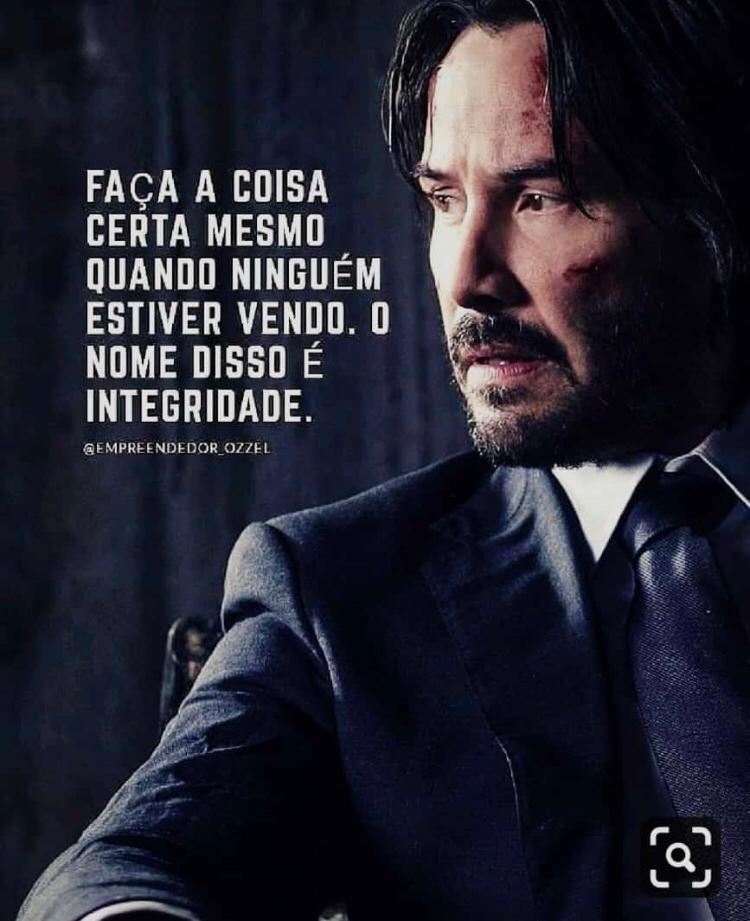 FAÇA A COISA
CERTA MESMO
QUANDO NINGUÉM
ESTIVER VENDO. O
NOME DISSO É
INTEGRIDADE.
@EMPREENDEDOR_OZZEL